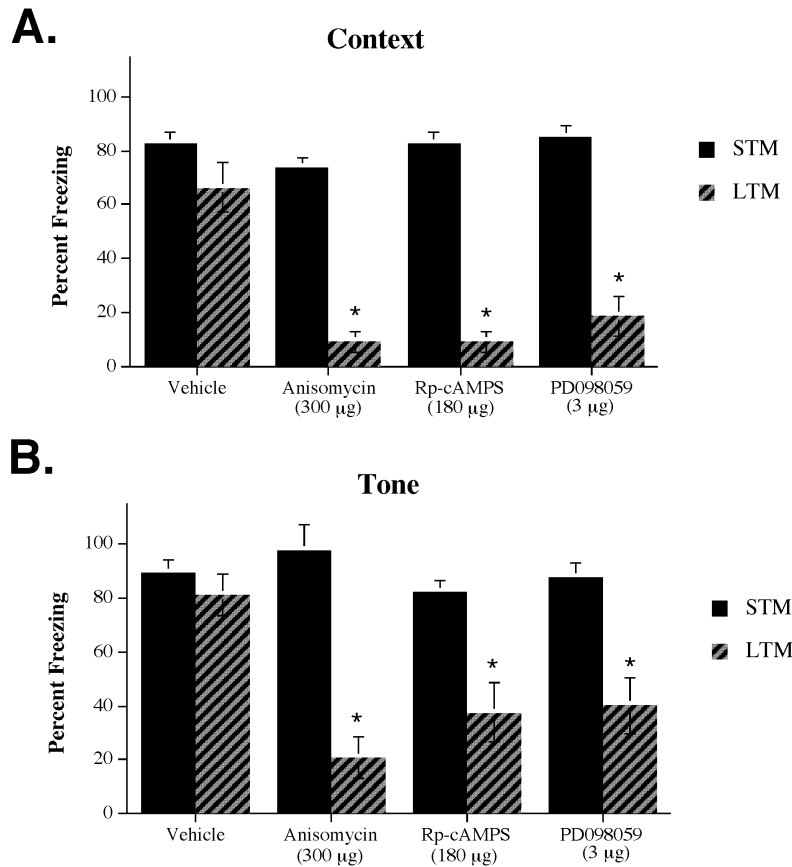 A.
Context
Percent Freezing
100
80
60
40
20
0
STM
LTM
*
*
*
Vehicle
Anisomycin
(300 μg)
Rp-cAMPS
(180 μg)
PD098059
(3 μg)
B.
Tone
Percent Freezing
100
80
60
40
20
0
STM
LTM
*
*
*
Vehicle
Anisomycin
(300 μg)
Rp-cAMPS
(180 μg)
PD098059
(3 μg)